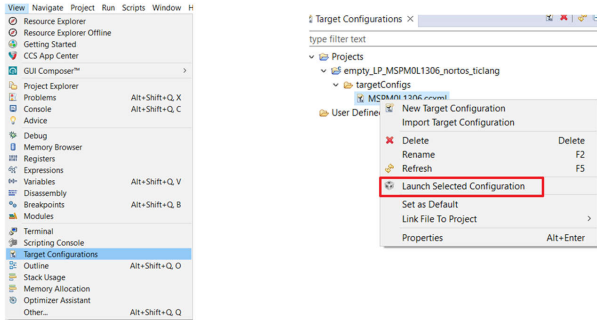 View Navigate Project Run Scripts Window H
Resource Explorer
Resource Explorer Offline
Getting Started
CCS App Center
GUI Composer™ >
Project Explorer
Problems Alt+Shift+Q, X
Console Alt+Shift+Q, C
Advice
Debug
Memory Browser
Registers
Expressions
Variables Alt+Shift+Q, V
Disassembly
Breakpoints Alt+Shift+Q, B
Modules
Terminal
Scripting Console
Target Configurations
Outline Alt+Shift+Q, O
Stack Usage
Memory Allocation
Optimizer Assistant
Other... Alt+Shift+Q, Q
Target Configurations ×
type filter text
Projects
empty_LP_MSPM0L1306_nortos_ticlang
targetConfigs
MSPM0L1306.ccxml
User Define
New Target Configuration
Import Target Configuration
Delete Delete
Rename F2
Refresh F5
Launch Selected Configuration
Set as Default
Link File To Project >
Properties Alt+Enter